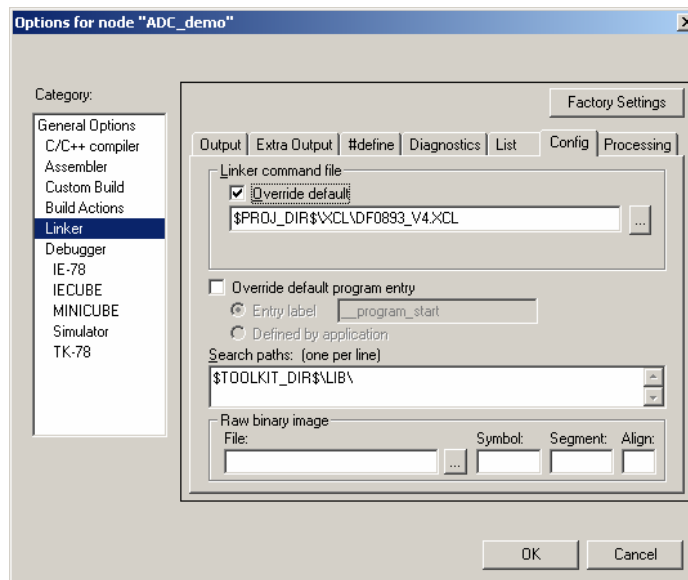 Options for node "ADC_demo"
Category:
Factory Settings
General Options
C/C++ compiler
Assembler
Custom Build
Build Actions
Linker
Debugger
IE-78
IECUBE
MINICUBE
Simulator
TK-78
Output Extra Output #define Diagnostics List Config Processing
Linker command file
Override default
$PROJ_DIR$\XCL\DF0893_V4.XCL
...
Override default program entry
Entry label __program_start
Defined by application
Search paths: (one per line)
$TOOLKIT_DIR$\LIB\
Raw binary image
File: Symbol: Segment: Align:
...
OK Cancel